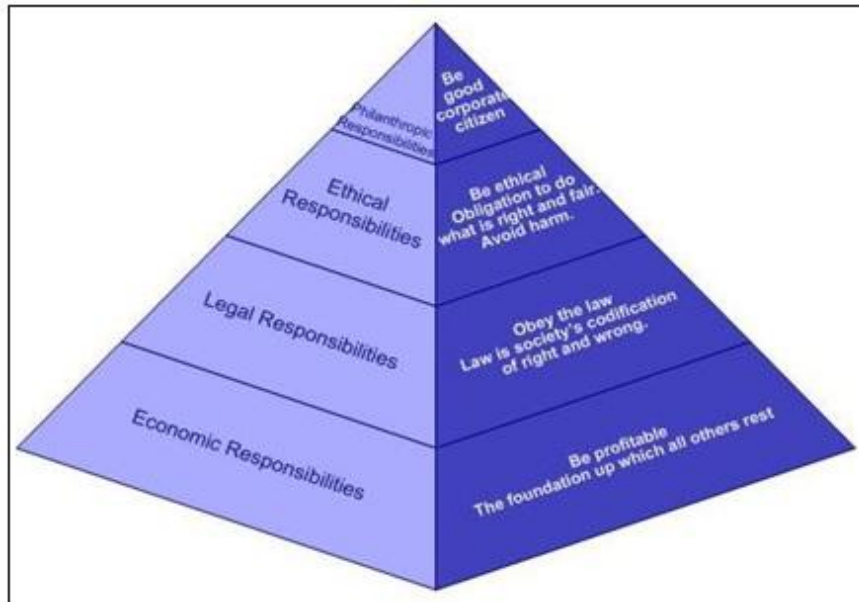 Philanthropic
Responsibilities
Be
good
corporate
citizen
Ethical
Responsibilities
Be ethical
Obligation to do
what is right and fair.
Avoid harm.
Legal Responsibilities
Obey the law
Law is society's codification
of right and wrong.
Economic Responsibilities
Be profitable
The foundation up which all others rest